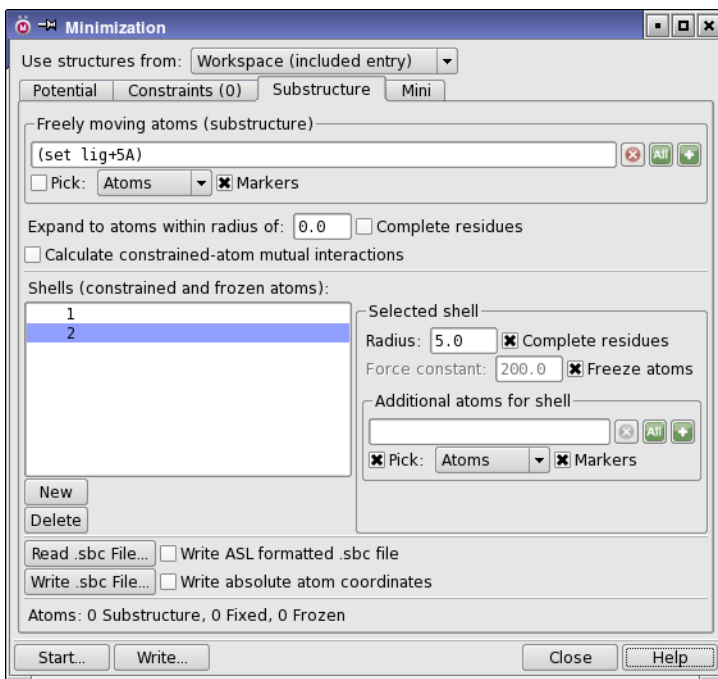 Minimization
Use structures from: Workspace (included entry)
Potential Constraints (0) Substructure Mini
Freely moving atoms (substructure)
(set lig+5A) All
Pick: Atoms Markers
Expand to atoms within radius of: 0.0 Complete residues
Calculate constrained-atom mutual interactions
Shells (constrained and frozen atoms):
1
2
Selected shell
Radius: 5.0 Complete residues
Force constant: 200.0 Freeze atoms
Additional atoms for shell
All
Pick: Atoms Markers
New
Delete
Read .sbc File... Write ASL formatted .sbc file
Write .sbc File... Write absolute atom coordinates
Atoms: 0 Substructure, 0 Fixed, 0 Frozen
Start... Write... Close Help